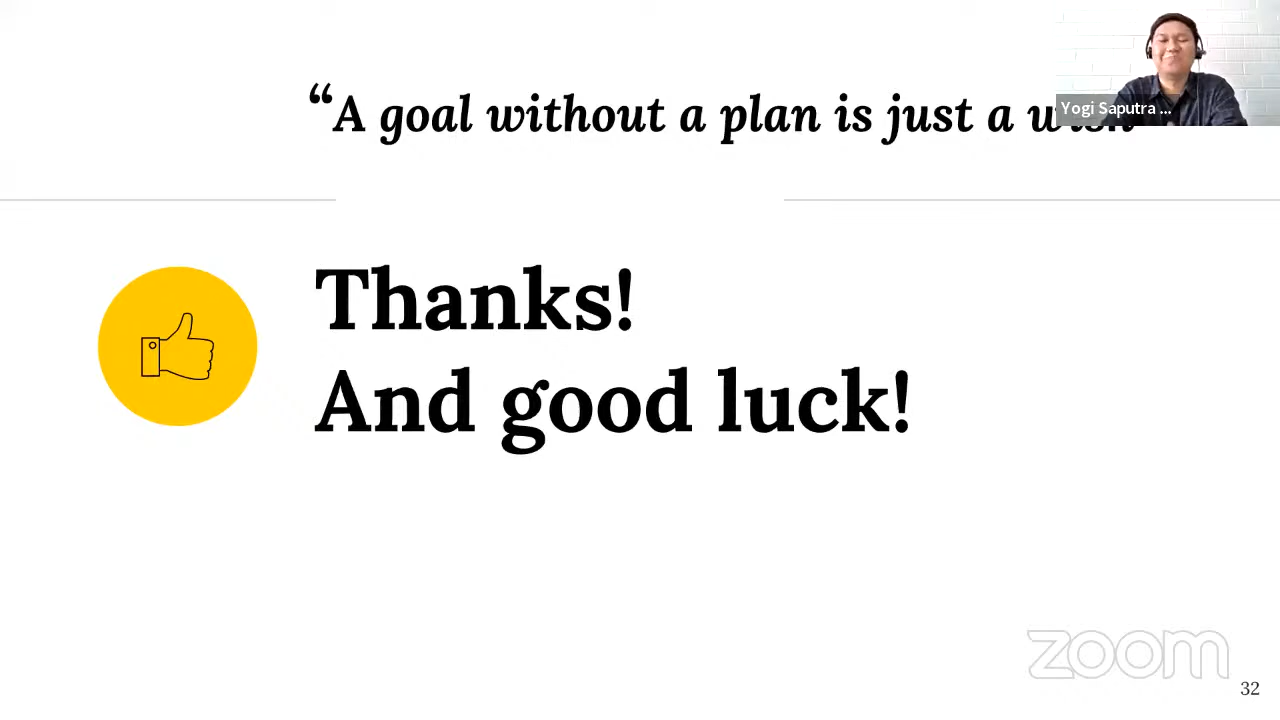 “A goal without a plan is just a
Yogi Saputra ...
Thanks!
And good luck!
zoom
32